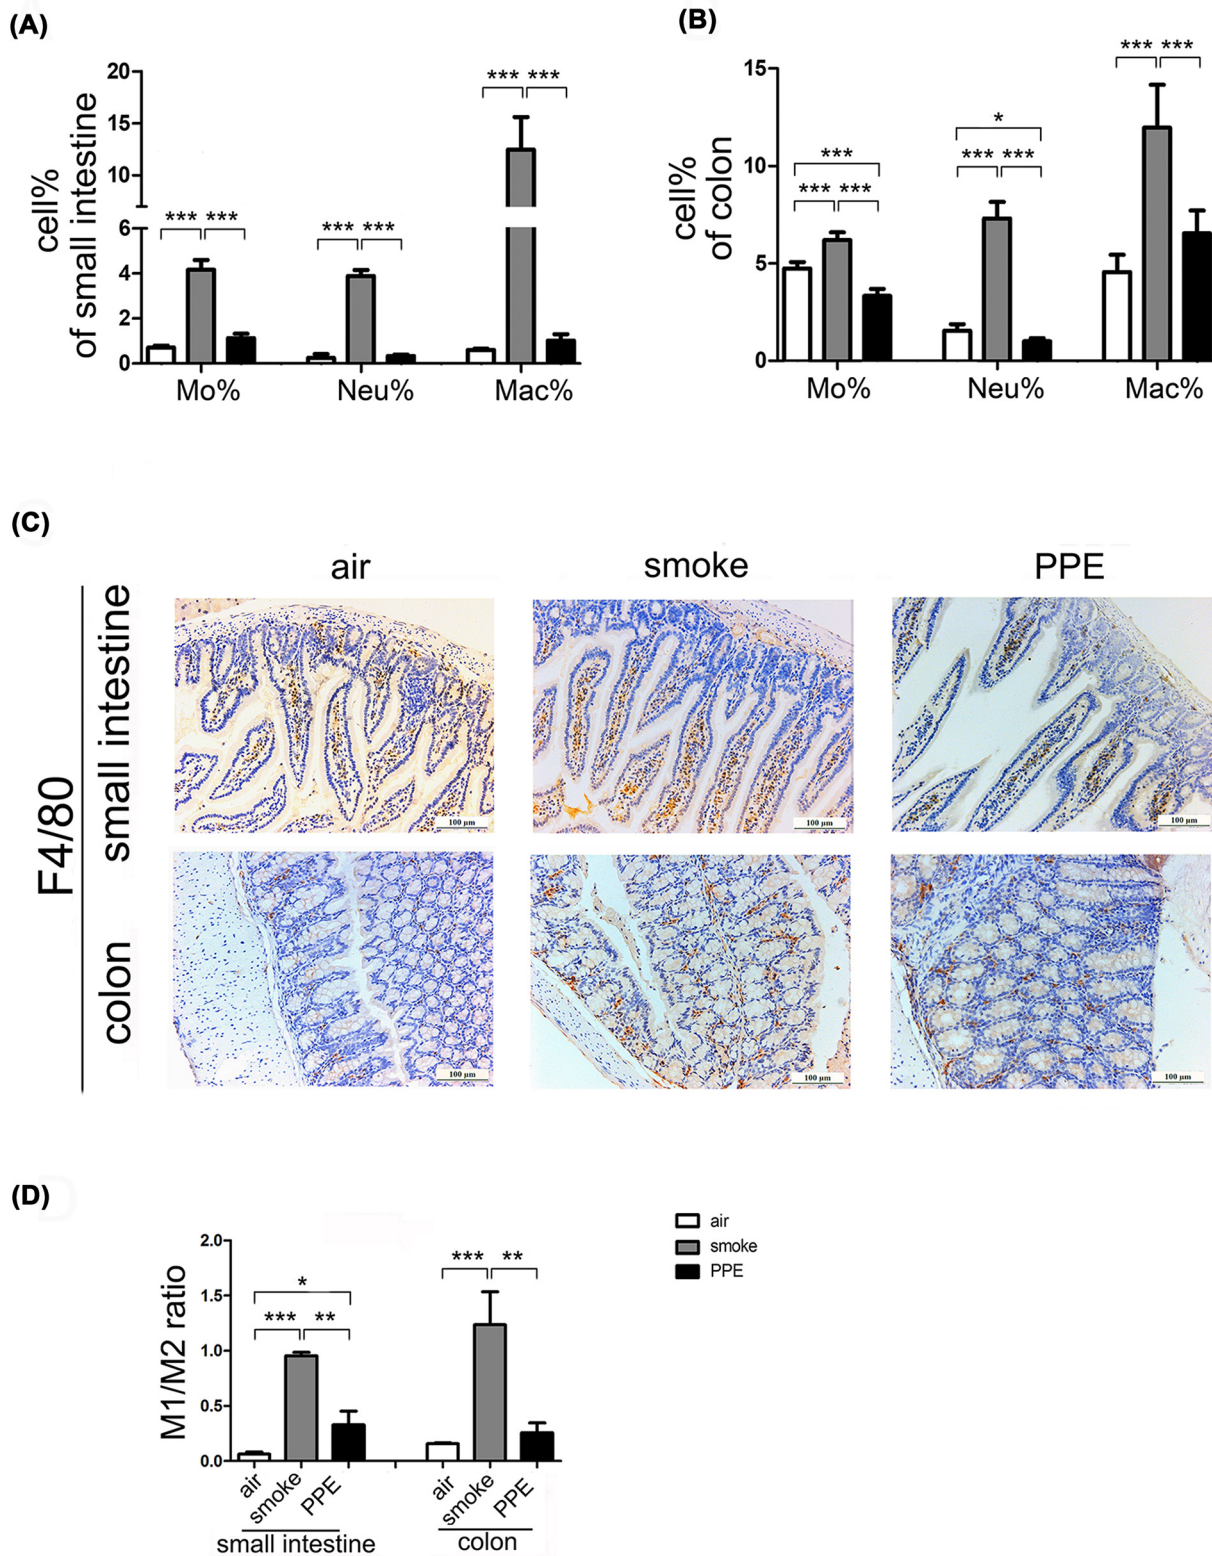 (A)
cell%
of small intestine
20
15
10
6
4
2
0
*** ***
*** ***
*** ***
Mo% Neu% Mac%
(B)
cell%
of colon
15
10
5
0
***
*** ***
*
*** ***
*** ***
Mo% Neu% Mac%
(C)
air smoke PPE
F4/80
small intestine
100 μm 100 μm 100 μm
colon
100 μm 100 μm 100 μm
(D)
M1/M2 ratio
2.0
1.5
1.0
0.5
0.0
*
*** **
*** **
air smoke PPE air smoke PPE
small intestine colon
air
smoke
PPE